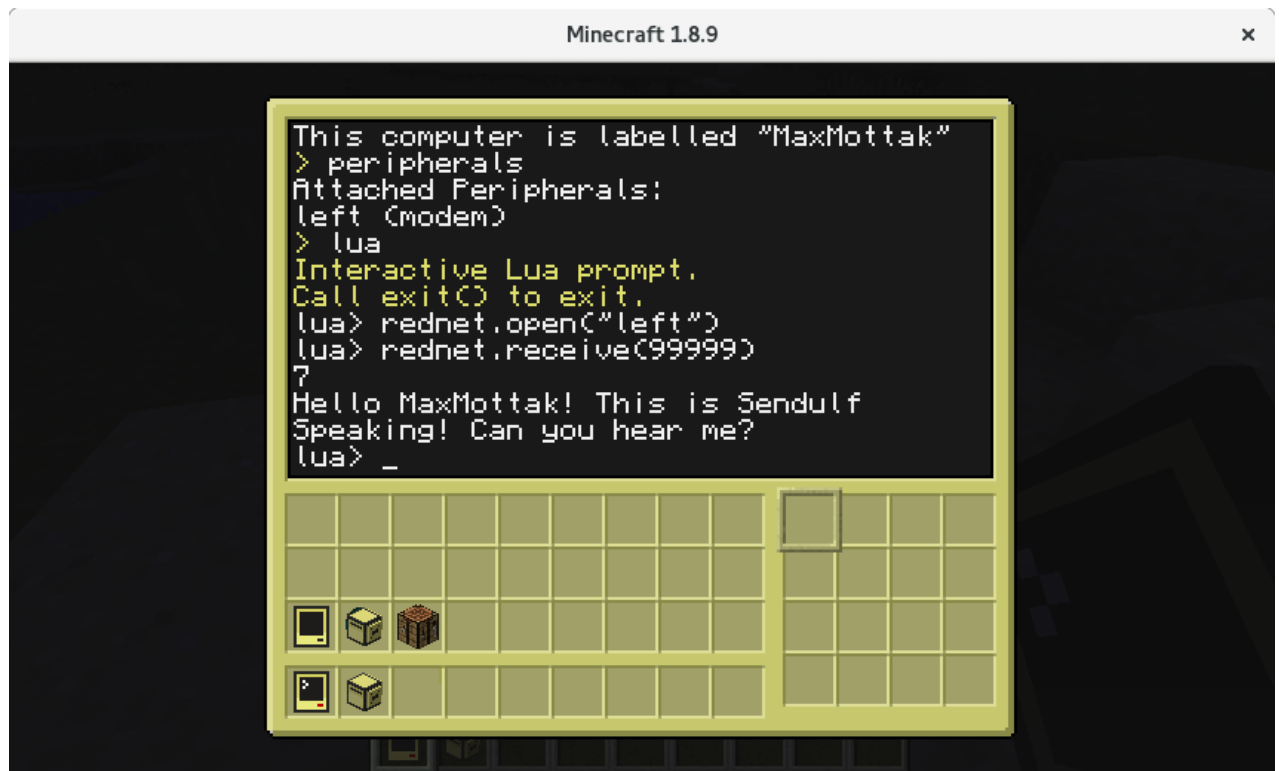 Minecraft 1.8.9
This computer is labelled "MaxMottak"
> peripherals
Attached Peripherals:
left (modem)
> lua
Interactive Lua prompt.
Call exit() to exit.
lua> rednet.open("left")
lua> rednet.receive(99999)
7
Hello MaxMottak! This is Sendulf
Speaking! Can you hear me?
lua> _